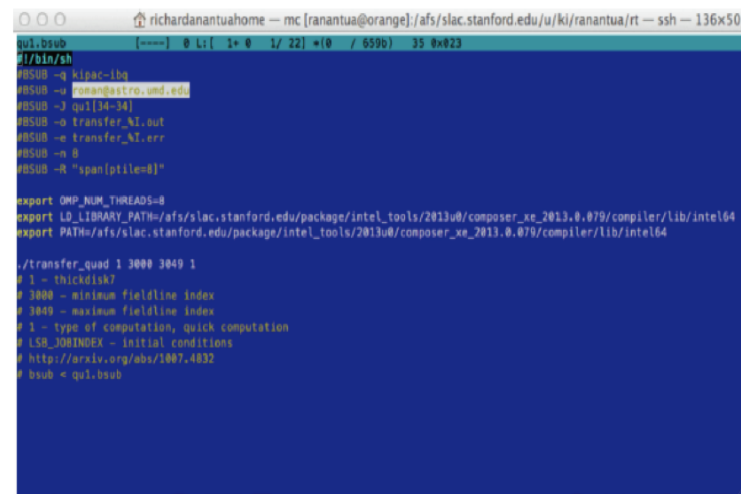 richardanantuahome — mc [ranantua@orange]:/afs/slac.stanford.edu/u/ki/ranantua/rt — ssh — 136×50
qu1.bsub [----] 0 L:[ 1+ 0 1/ 22] *(0 / 659b) 35 0x023
#!/bin/sh
#BSUB -q kipac-ibq
#BSUB -u roman@astro.umd.edu
#BSUB -J qu1[34-34]
#BSUB -o transfer_%I.out
#BSUB -e transfer_%I.err
#BSUB -n 8
#BSUB -R "span[ptile=8]"
export OMP_NUM_THREADS=8
export LD_LIBRARY_PATH=/afs/slac.stanford.edu/package/intel_tools/2013u0/composer_xe_2013.0.079/compiler/lib/intel64
export PATH=/afs/slac.stanford.edu/package/intel_tools/2013u0/composer_xe_2013.0.079/compiler/lib/intel64
./transfer_quad 1 3000 3049 1
# 1 - thickdisk7
# 3000 - minimum fieldline index
# 3049 - maximum fieldline index
# 1 - type of computation, quick computation
# LSB_JOBINDEX - initial conditions
# http://arxiv.org/abs/1007.4832
# bsub < qu1.bsub